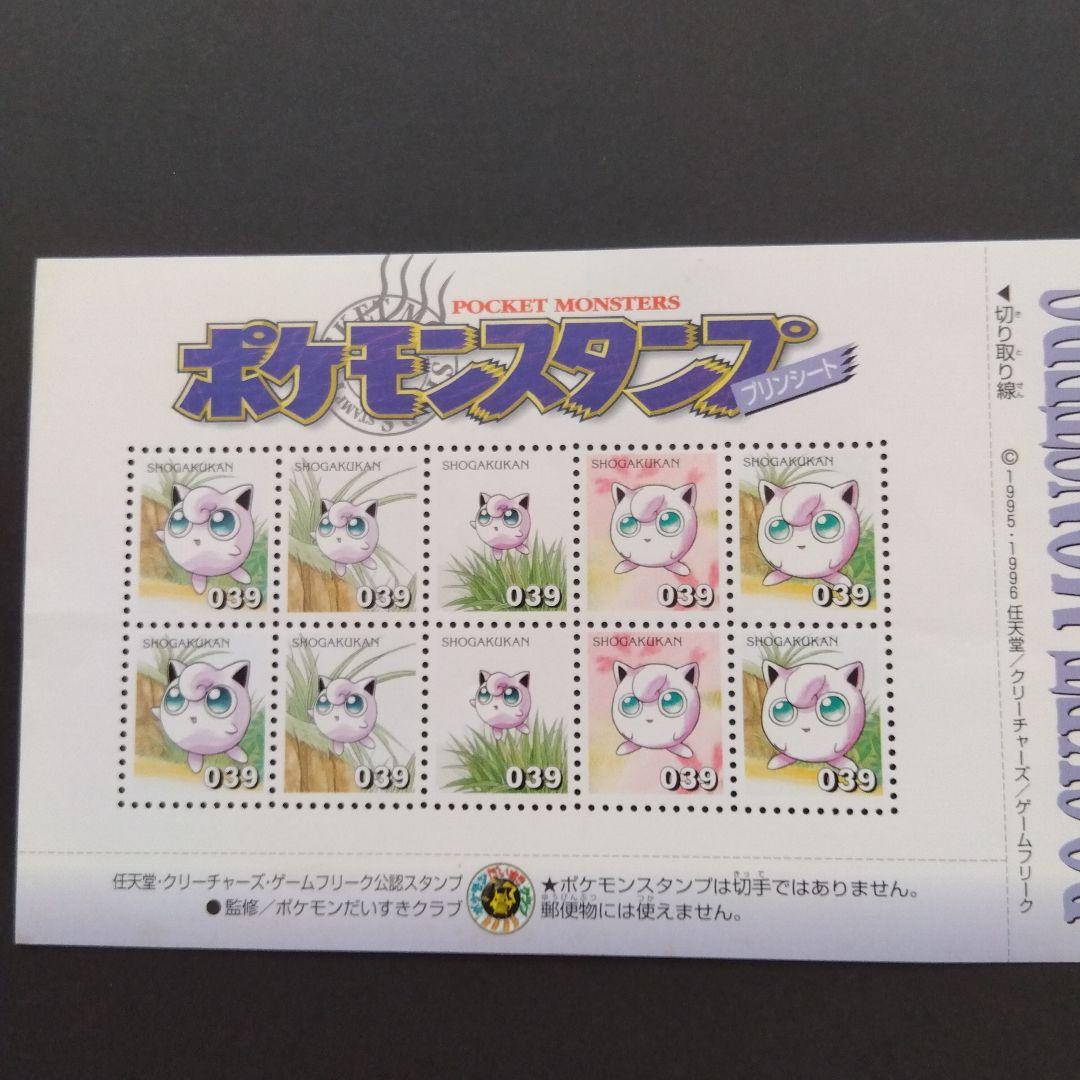 POCKET MONSTERS
ポケモンスタンプ
プリンシート
SHOGAKUKAN SHOGAKUKAN SHOGAKUKAN SHOGAKUKAN SHOGAKUKAN
039 039 039 039 039
SHOGAKUKAN SHOGAKUKAN SHOGAKUKAN SHOGAKUKAN SHOGAKUKAN
039 039 039 039 039
任天堂・クリーチャーズ・ゲームフリーク公認スタンプ
●監修/ポケモンだいすきクラブ
★ポケモンスタンプは切手ではありません。
郵便物には使えません。
◀切り取り線
©1995・1996 任天堂/クリーチャーズ/ゲームフリーク